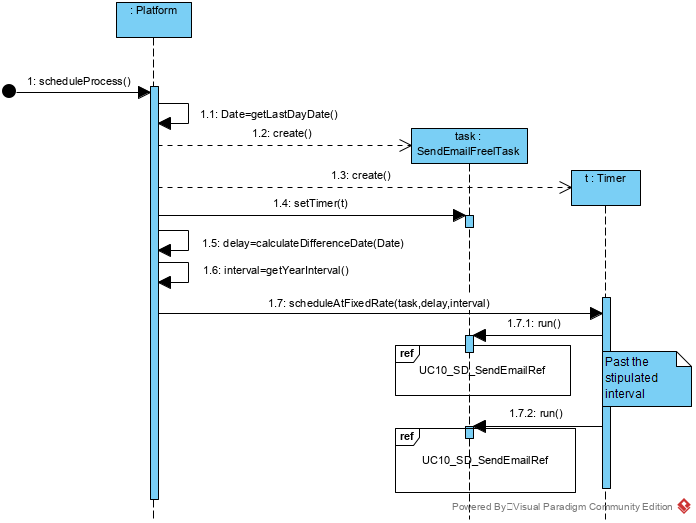 : Platform
1: scheduleProcess()
1.1: Date=getLastDayDate()
1.2: create()
task :
SendEmailFreelTask
1.3: create()
t : Timer
1.4: setTimer(t)
1.5: delay=calculateDifferenceDate(Date)
1.6: interval=getYearInterval()
1.7: scheduleAtFixedRate(task,delay,interval)
1.7.1: run()
ref
UC10_SD_SendEmailRef
Past the
stipulated
interval
1.7.2: run()
ref
UC10_SD_SendEmailRef
Powered By Visual Paradigm Community Edition